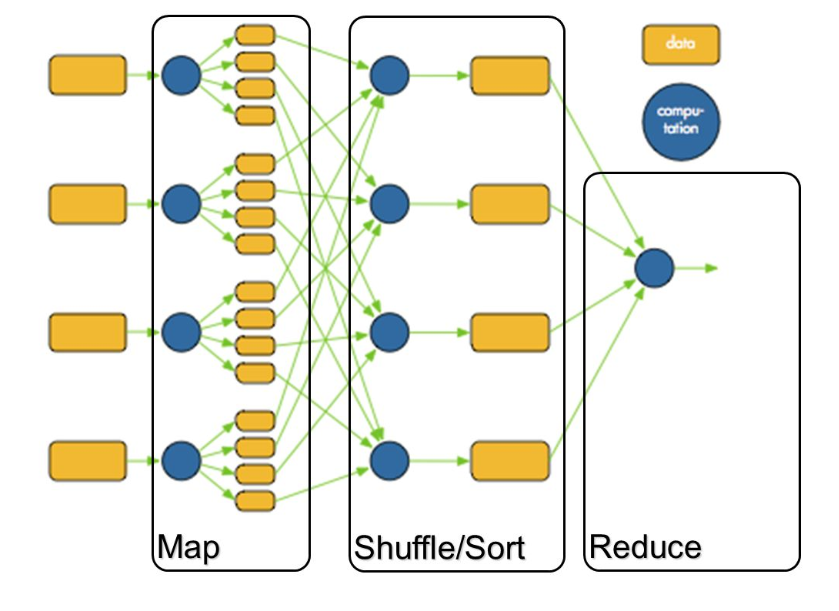 data
compu-
tation
Map
Shuffle/Sort
Reduce